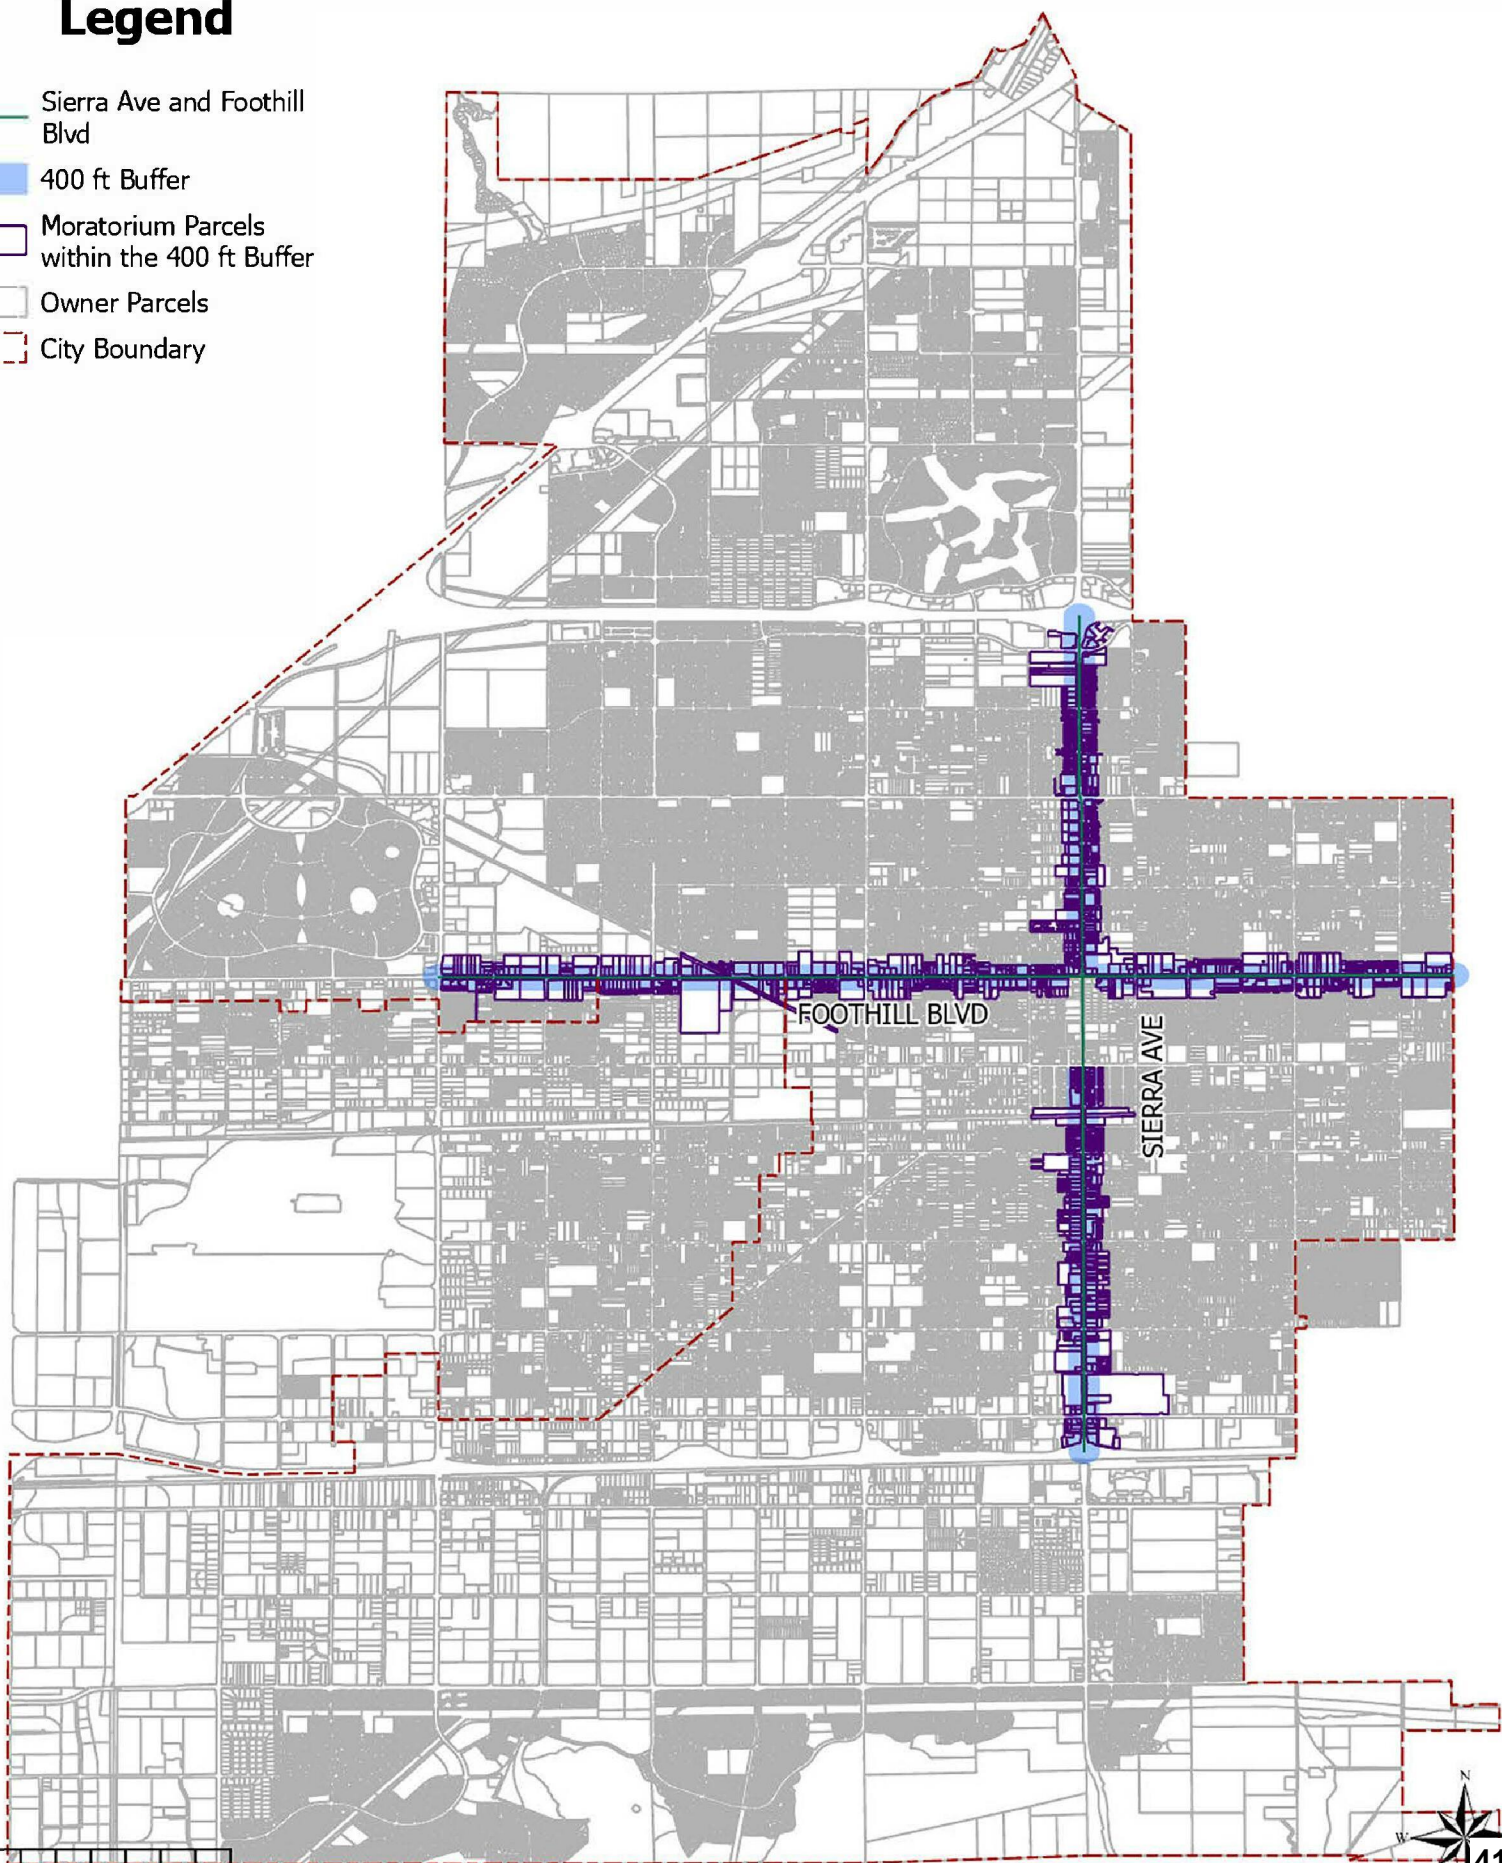 Legend
Sierra Ave and Foothill
Blvd
400 ft Buffer
Moratorium Parcels
within the 400 ft Buffer
Owner Parcels
City Boundary
FOOTHILL BLVD
SIERRA AVE
N
W
41